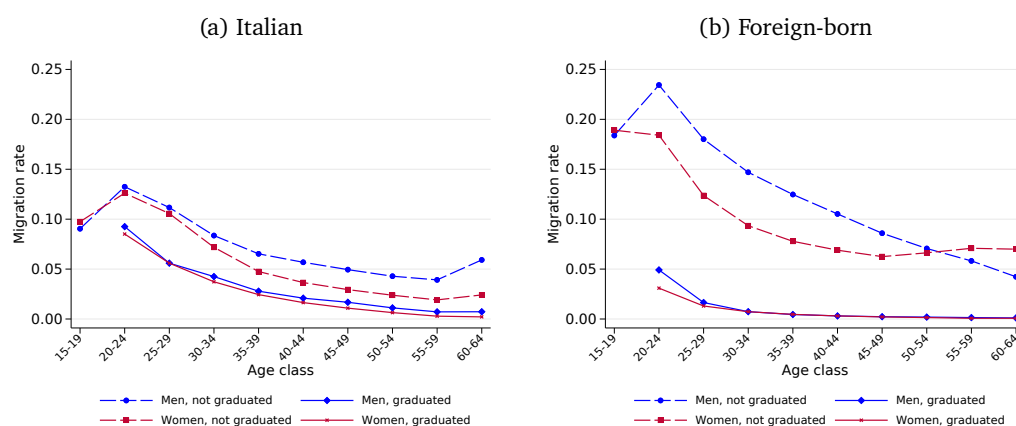 (a) Italian
0.25
0.20
0.15
0.10
0.05
0.00
Migration rate
15-19
20-24
25-29
30-34
35-39
40-44
45-49
50-54
55-59
60-64
Age class
Men, not graduated
Men, graduated
Women, not graduated
Women, graduated
(b) Foreign-born
0.25
0.20
0.15
0.10
0.05
0.00
Migration rate
15-19
20-24
25-29
30-34
35-39
40-44
45-49
50-54
55-59
60-64
Age class
Men, not graduated
Men, graduated
Women, not graduated
Women, graduated